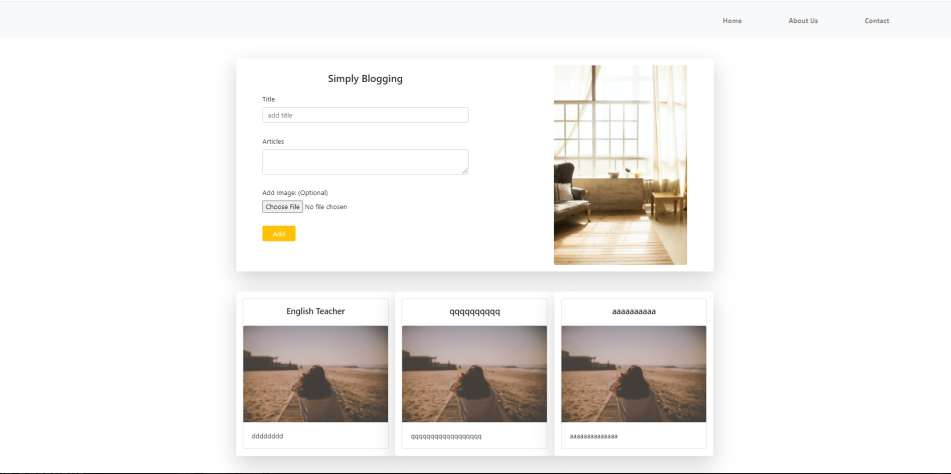 Home About Us Contact
Simply Blogging
Title
add title
Articles
Add Image: (Optional)
Choose File No file chosen
Add
English Teacher qqqqqqqqqq aaaaaaaaaa
dddddddd qqqqqqqqqqqqqqqqqq aaaaaaaaaaaaaa